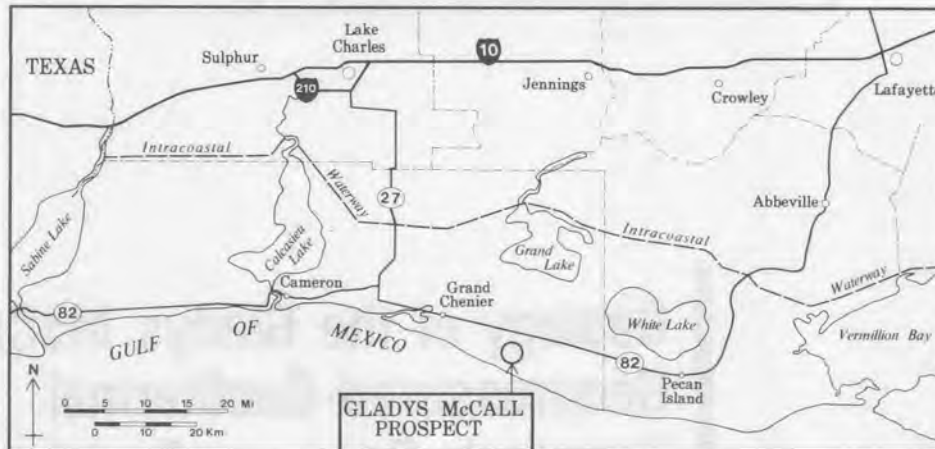 TEXAS
Sulphur
Lake
Charles
10
210
Jennings
Crowley
Lafayett
Intracoastal
Waterway
27
Abbeville
Sabine Lake
Calcasieu
Lake
Grand
Lake
Intracoastal
Cameron
Grand
Chenier
White Lake
Waterway
Vermillion Bay
82
GULF OF MEXICO
82
Pecan
Island
N
0 5 10 15 20 Mi
0 10 20 Km
GLADYS McCALL
PROSPECT